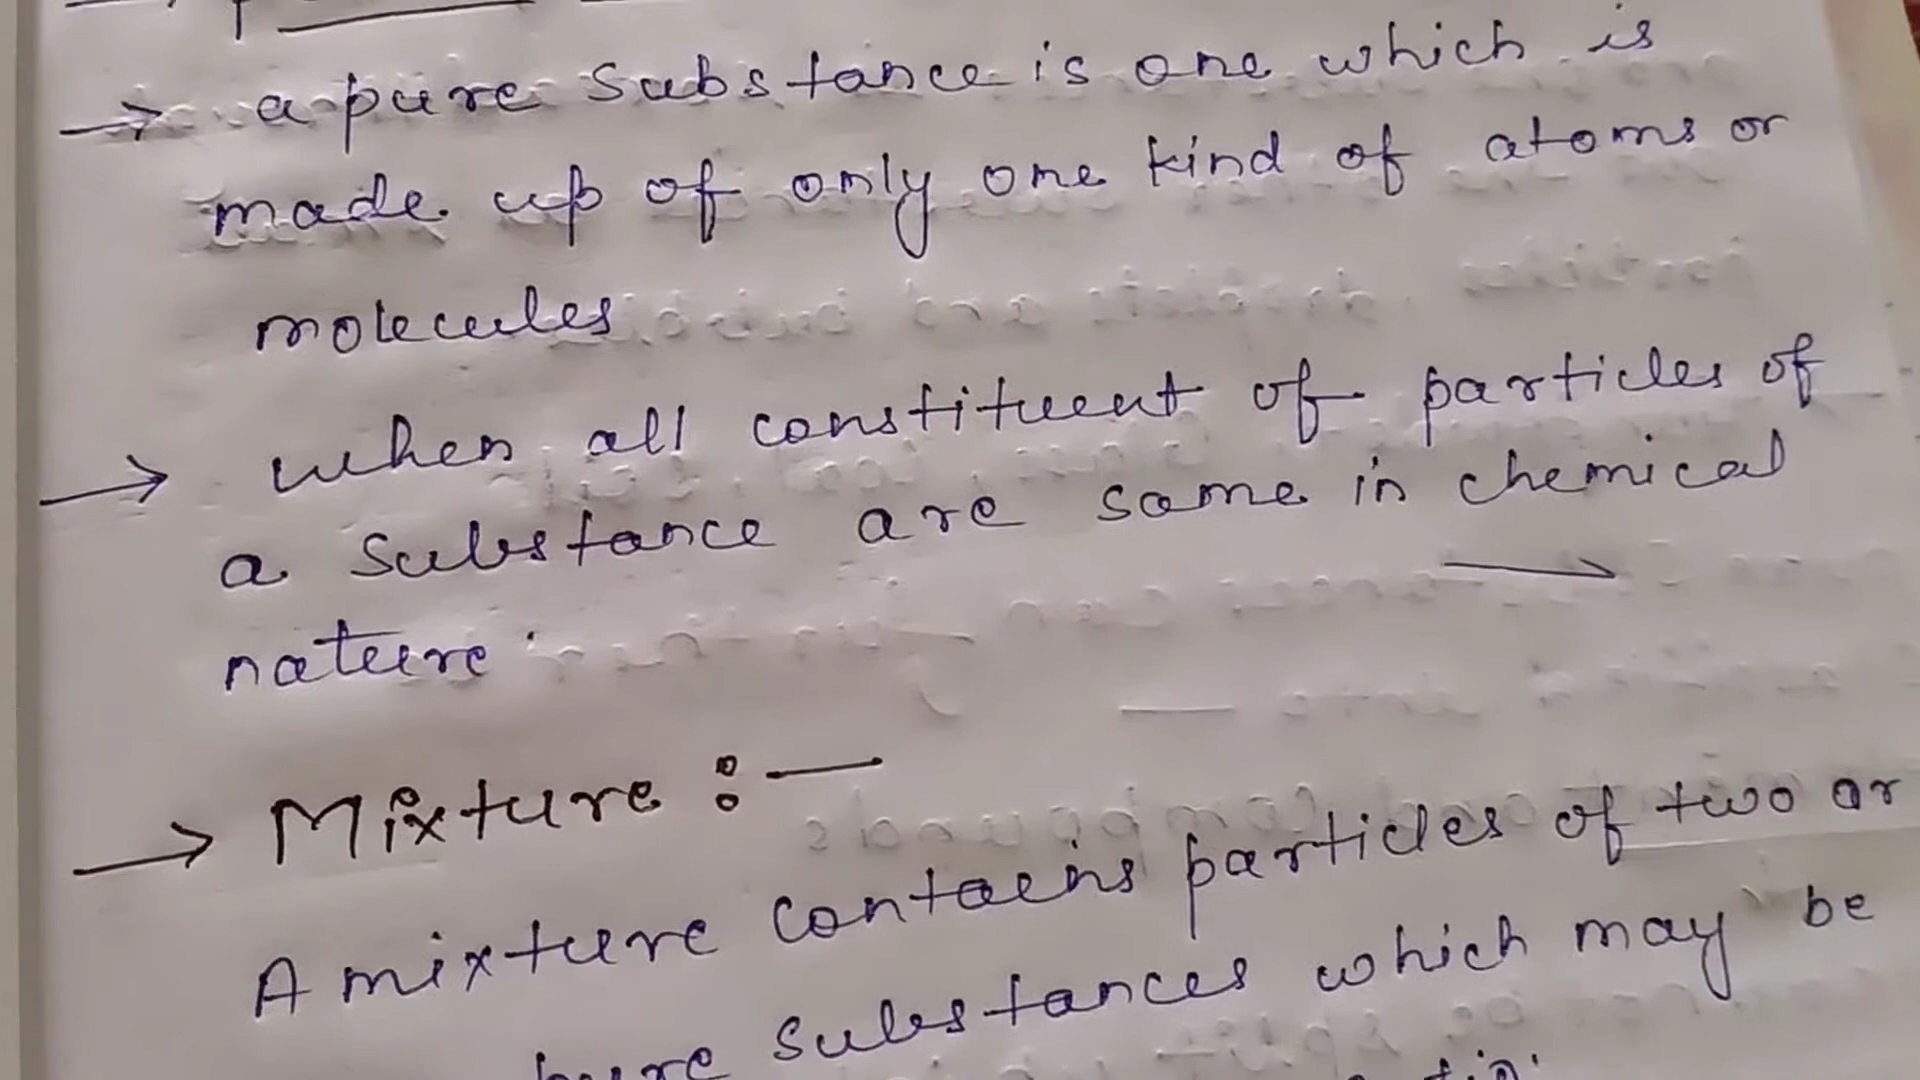 → a pure substance is one which is
made up of only one kind of atoms or
molecules
→ when all constituent of particles of
a substance are same in chemical
nature
→ Mixture :—
A mixture contains particles of two or
pure substances which may be